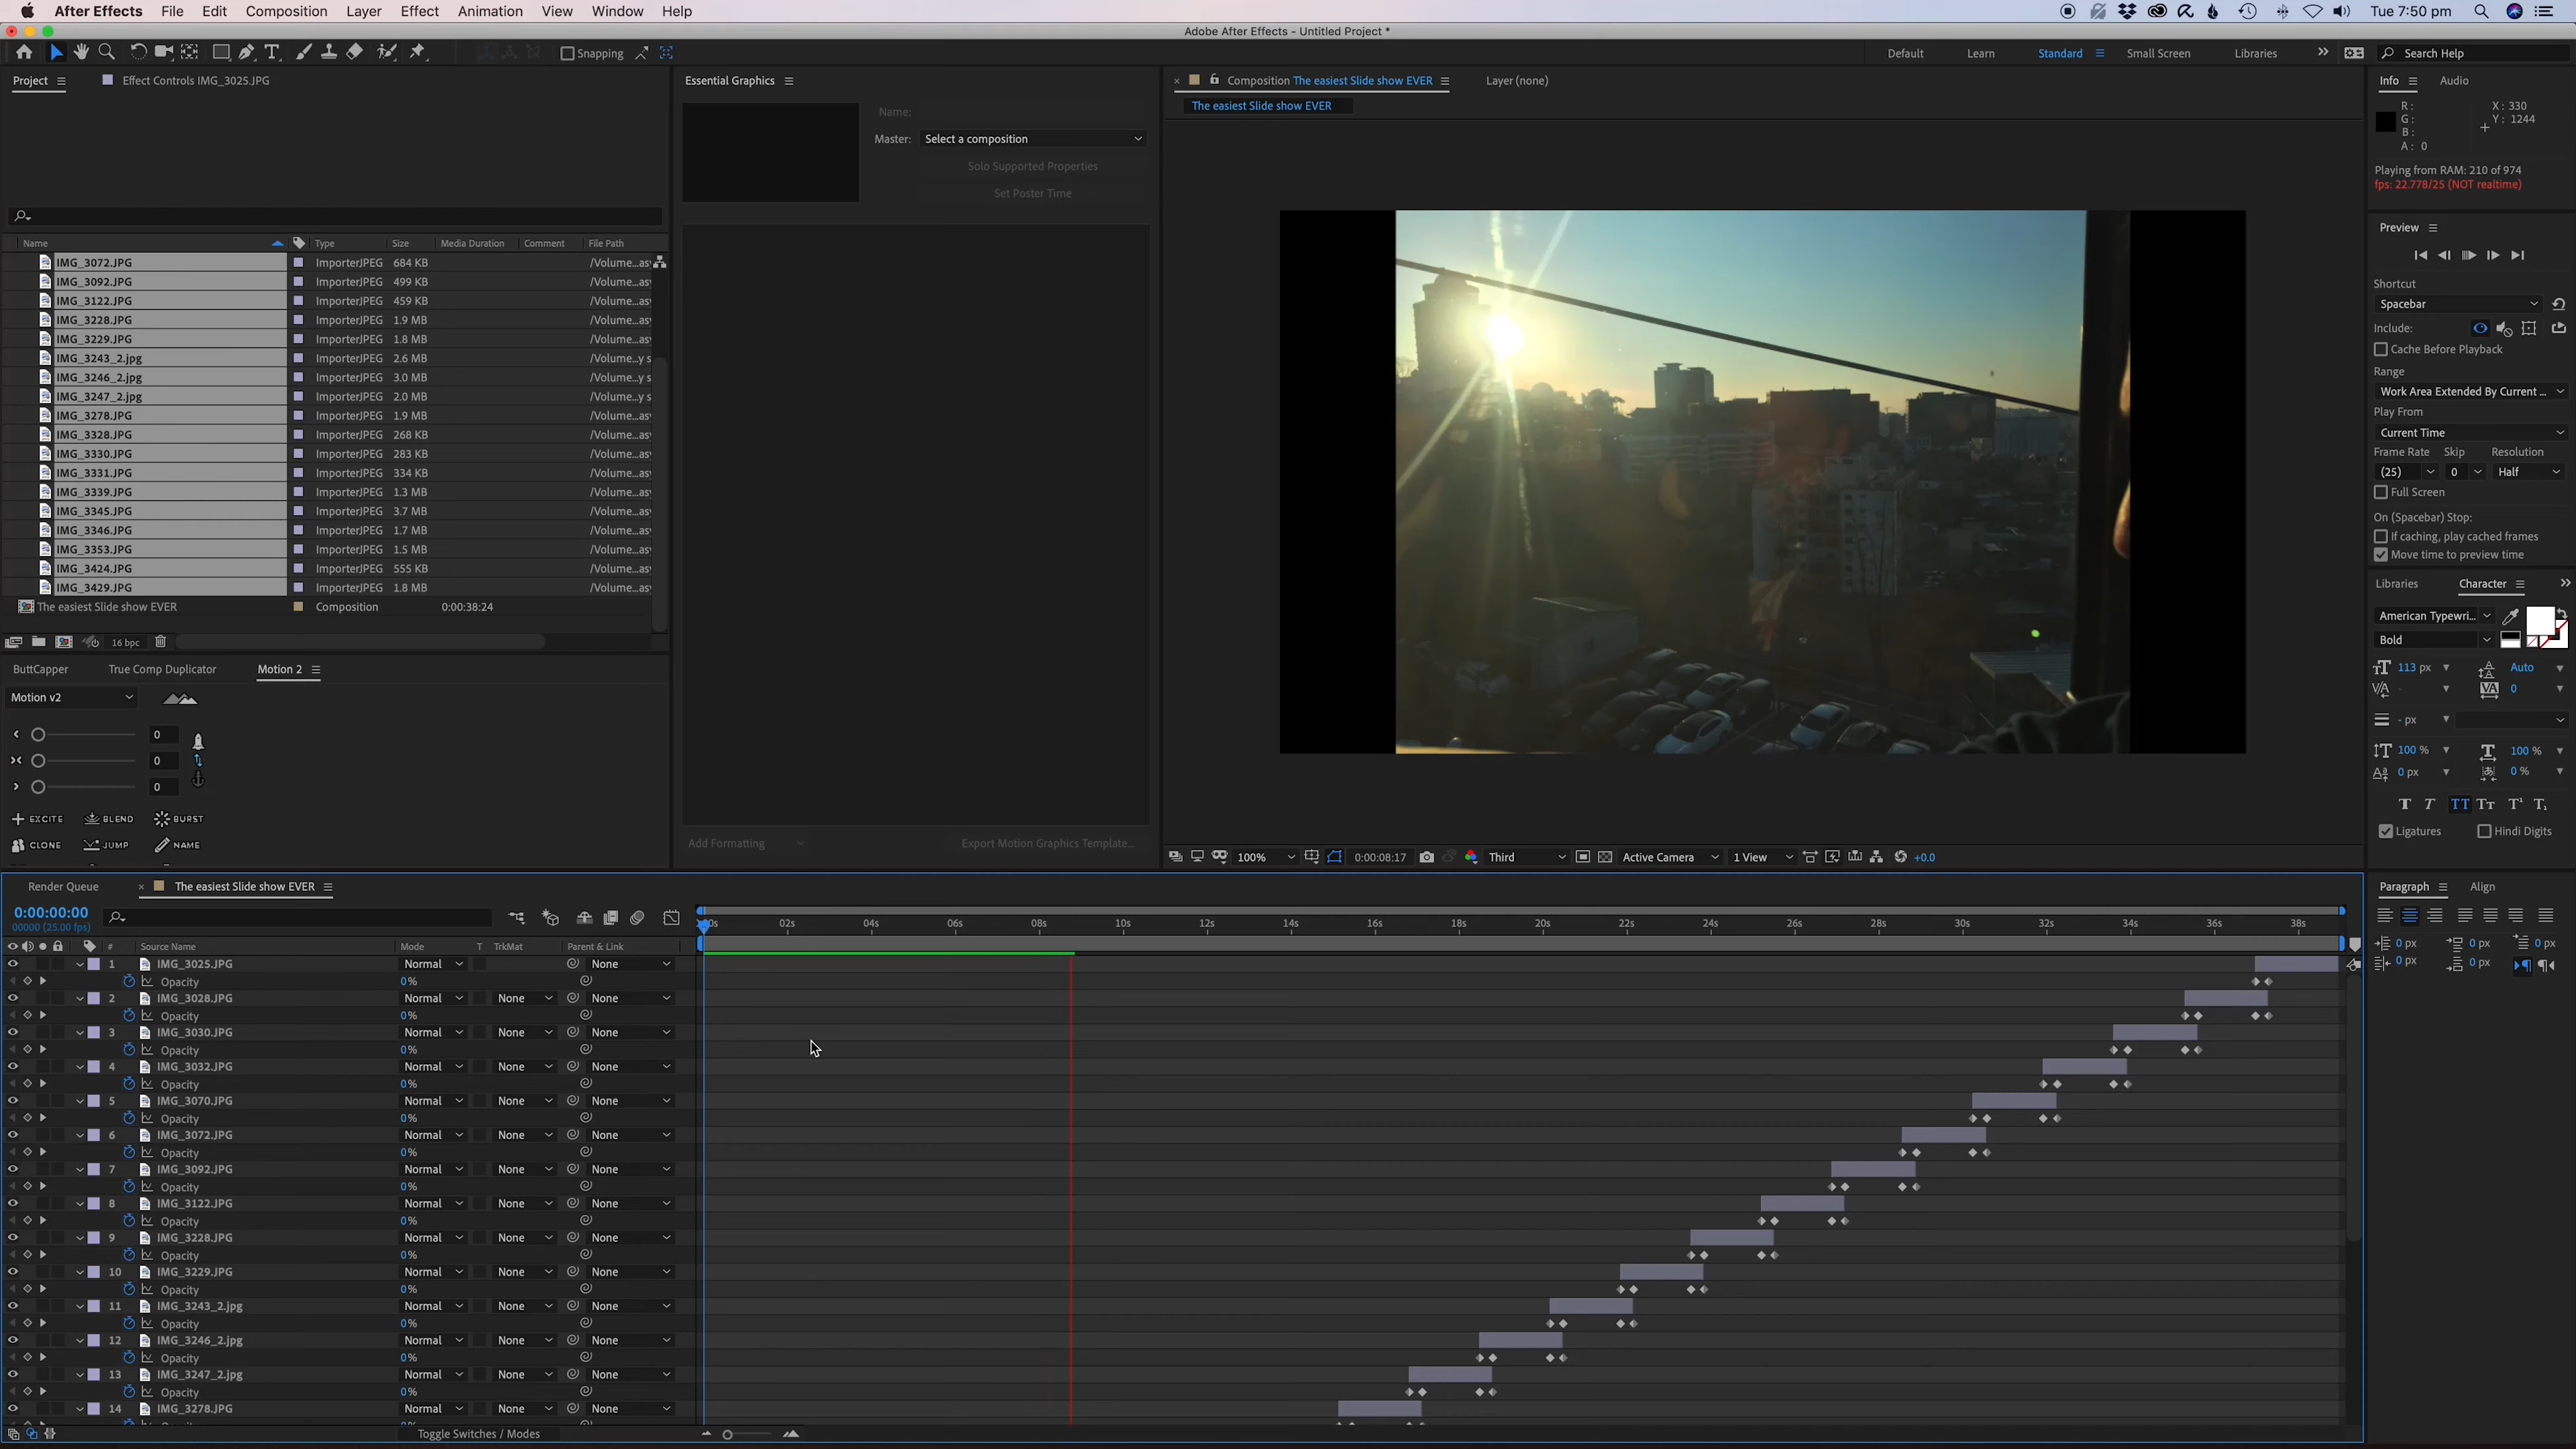 After Effects File Edit Composition Layer Effect Animation View Window Help Tue 7:50 pm
Adobe After Effects - Untitled Project *
Snapping Default Learn Standard Small Screen Libraries Search Help
Project Effect Controls IMG_3025.JPG
Name Type Size Media Duration Comment File Path
IMG_3072.JPG ImporterJPEG 684 KB /Volume...as
IMG_3092.JPG ImporterJPEG 499 KB /Volume...as
IMG_3122.JPG ImporterJPEG 459 KB /Volume...as
IMG_3228.JPG ImporterJPEG 1.9 MB /Volume...as
IMG_3229.JPG ImporterJPEG 1.8 MB /Volume...as
IMG_3243_2.jpg ImporterJPEG 2.6 MB /Volume...y s
IMG_3246_2.jpg ImporterJPEG 3.0 MB /Volume...y s
IMG_3247_2.jpg ImporterJPEG 2.0 MB /Volume...y s
IMG_3278.JPG ImporterJPEG 1.9 MB /Volume...as
IMG_3328.JPG ImporterJPEG 268 KB /Volume...as
IMG_3330.JPG ImporterJPEG 283 KB /Volume...as
IMG_3331.JPG ImporterJPEG 334 KB /Volume...as
IMG_3339.JPG ImporterJPEG 1.3 MB /Volume...as
IMG_3345.JPG ImporterJPEG 3.7 MB /Volume...as
IMG_3346.JPG ImporterJPEG 1.7 MB /Volume...as
IMG_3353.JPG ImporterJPEG 1.5 MB /Volume...as
IMG_3424.JPG ImporterJPEG 555 KB /Volume...as
IMG_3429.JPG ImporterJPEG 1.8 MB /Volume...as
The easiest Slide show EVER Composition 0:00:38:24
16 bpc
ButtCapper True Comp Duplicator Motion 2
Motion v2
0
0
0
EXCITE BLEND BURST
CLONE JUMP NAME
Essential Graphics
Name:
Master: Select a composition
Solo Supported Properties
Set Poster Time
Add Formatting Export Motion Graphics Template...
Composition The easiest Slide show EVER Layer (none)
The easiest Slide show EVER
100% 0:00:08:17 Third Active Camera 1 View +0.0
Info Audio
R: X: 330
G: Y: 1244
B:
A: 0
Playing from RAM: 210 of 974
fps: 22.778/25 (NOT realtime)
Preview
Shortcut
Spacebar
Include:
Cache Before Playback
Range
Work Area Extended By Current ...
Play From
Current Time
Frame Rate Skip Resolution
(25) 0 Half
Full Screen
On (Spacebar) Stop:
If caching, play cached frames
Move time to preview time
Libraries Character
American Typewri...
Bold
113 px Auto
0
- px
100 % 100 %
0 px 0 %
Ligatures Hindi Digits
Paragraph Align
0 px 0 px 0 px
0 px 0 px
Render Queue The easiest Slide show EVER
0:00:00:00
00000 (25.00 fps)
02s 04s 06s 08s 10s 12s 14s 16s 18s 20s 22s 24s 26s 28s 30s 32s 34s 36s 38s
# Source Name Mode T TrkMat Parent & Link
1 IMG_3025.JPG Normal None
Opacity 0%
2 IMG_3028.JPG Normal None None
Opacity 0%
3 IMG_3030.JPG Normal None None
Opacity 0%
4 IMG_3032.JPG Normal None None
Opacity 0%
5 IMG_3070.JPG Normal None None
Opacity 0%
6 IMG_3072.JPG Normal None None
Opacity 0%
7 IMG_3092.JPG Normal None None
Opacity 0%
8 IMG_3122.JPG Normal None None
Opacity 0%
9 IMG_3228.JPG Normal None None
Opacity 0%
10 IMG_3229.JPG Normal None None
Opacity 0%
11 IMG_3243_2.jpg Normal None None
Opacity 0%
12 IMG_3246_2.jpg Normal None None
Opacity 0%
13 IMG_3247_2.jpg Normal None None
Opacity 0%
14 IMG_3278.JPG Normal None None
Toggle Switches / Modes